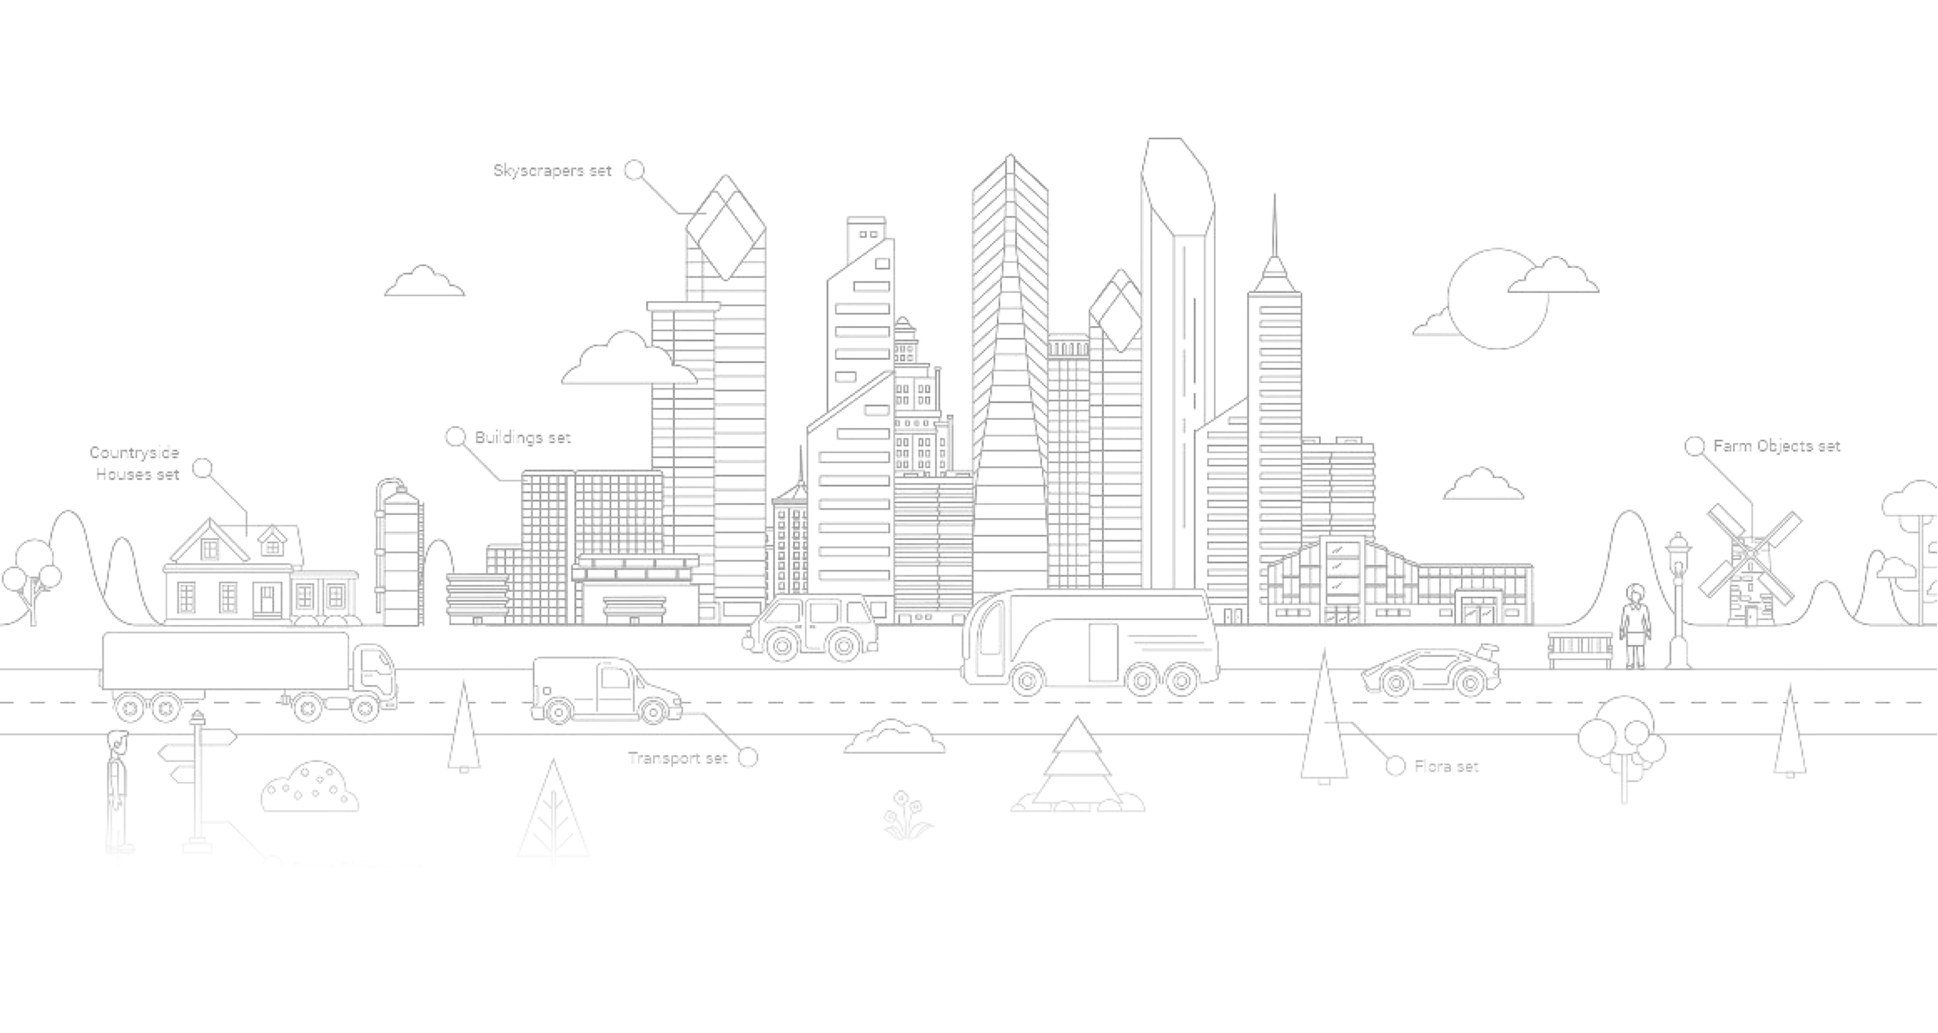 Skyscrapers set
Buildings set
Countryside
Houses set
Farm Objects set
Transport set
Flora set